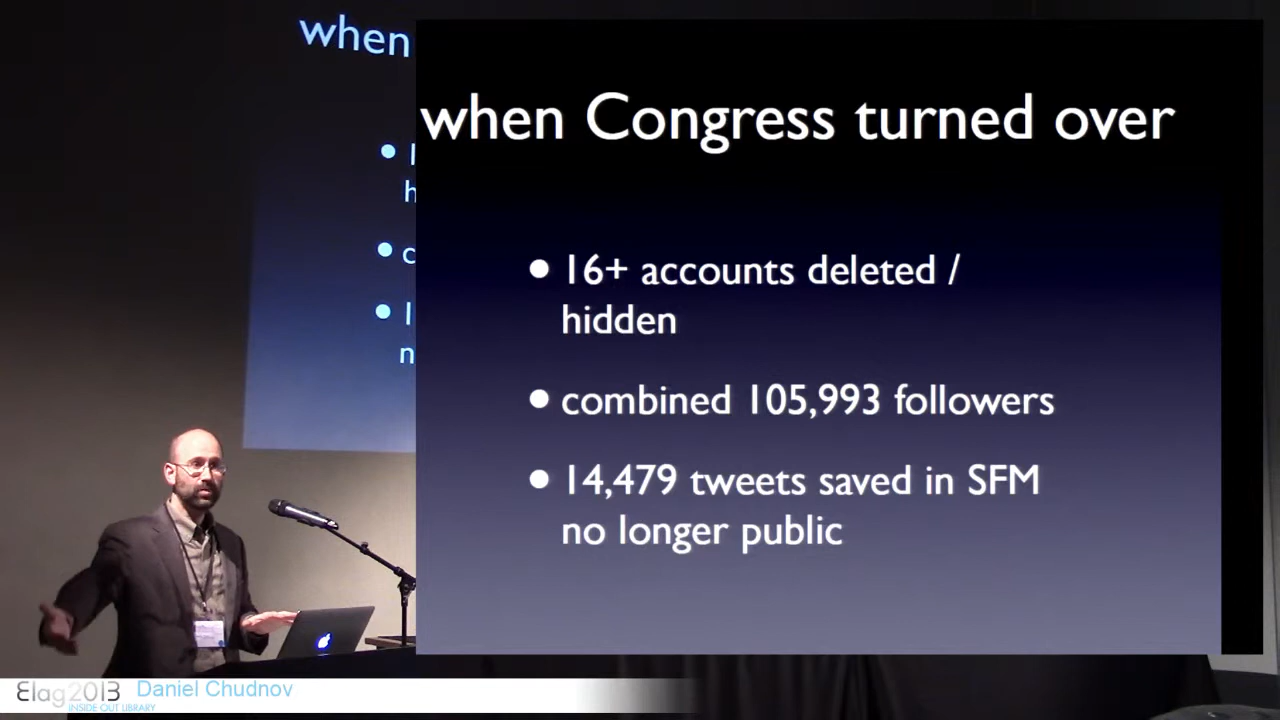 when
when Congress turned over
• 16+ accounts deleted /
hidden
• combined 105,993 followers
• 14,479 tweets saved in SFM
no longer public
Elag2013
INSIDE OUT LIBRARY
Daniel Chudnov